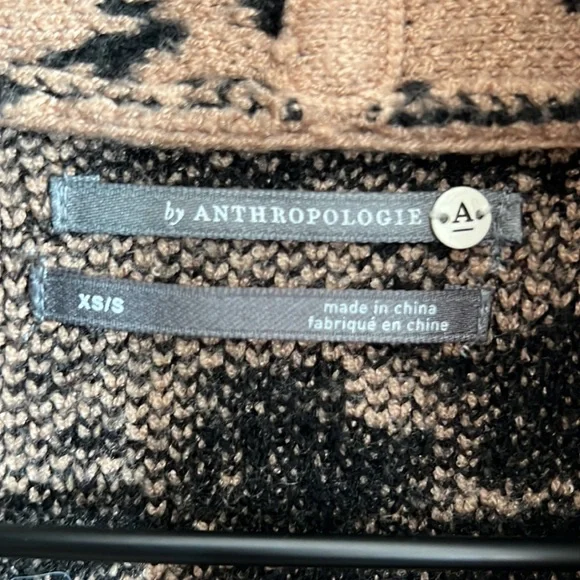 by ANTHROPOLOGIE A
XS/S
made in china
fabriqué en chine